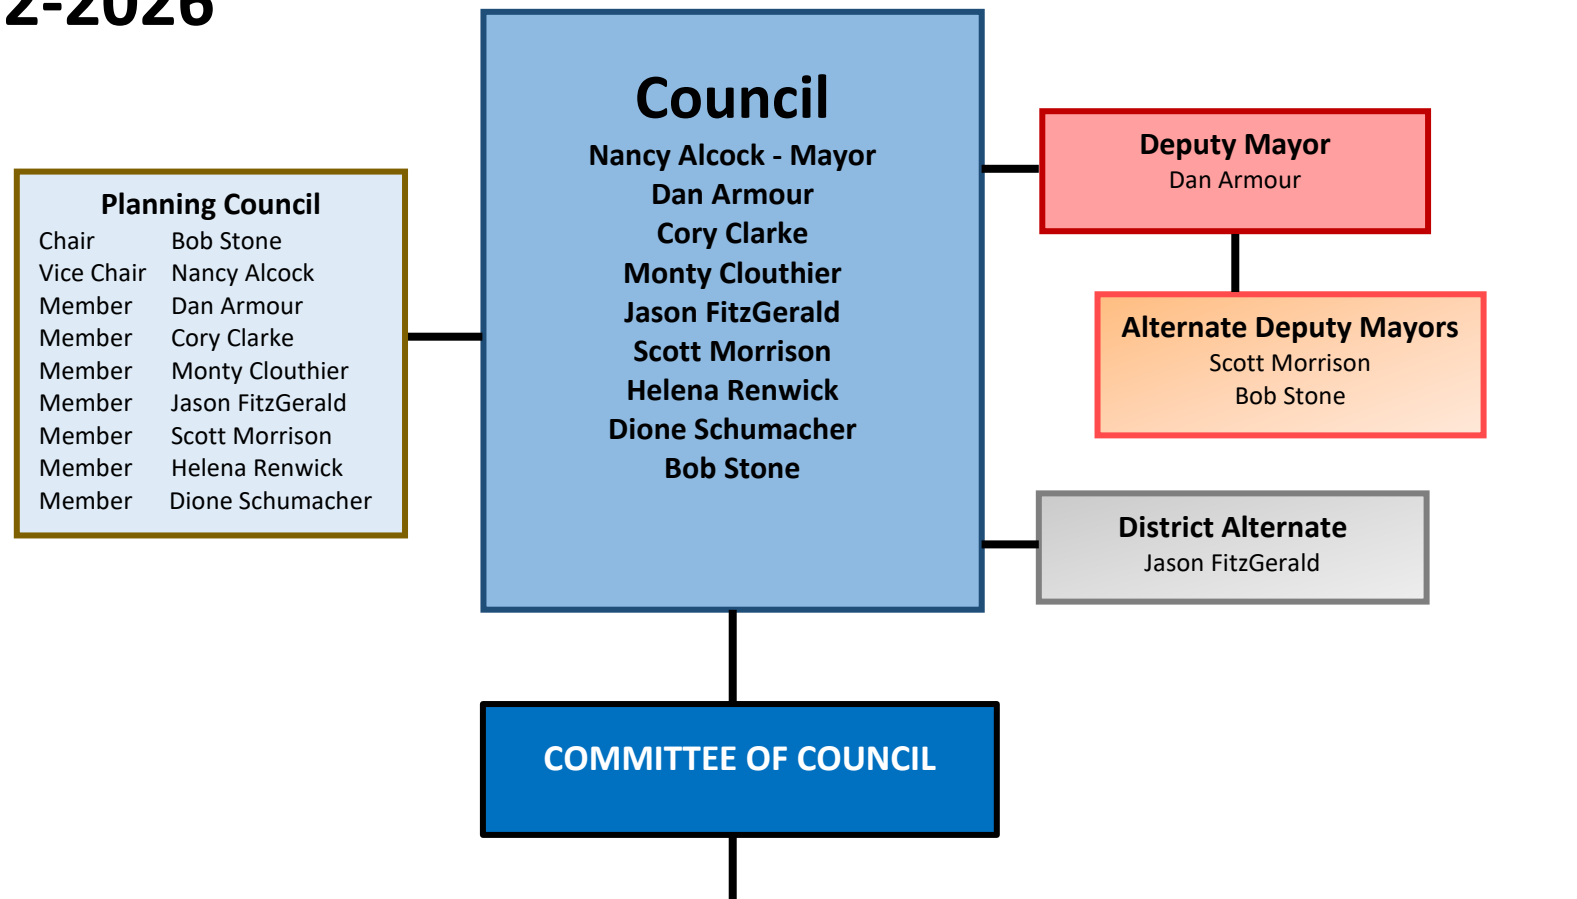 2-2026
Council
Nancy Alcock - Mayor
Dan Armour
Cory Clarke
Monty Clouthier
Jason FitzGerald
Scott Morrison
Helena Renwick
Dione Schumacher
Bob Stone
Planning Council
Chair Bob Stone
Vice Chair Nancy Alcock
Member Dan Armour
Member Cory Clarke
Member Monty Clouthier
Member Jason FitzGerald
Member Scott Morrison
Member Helena Renwick
Member Dione Schumacher
Deputy Mayor
Dan Armour
Alternate Deputy Mayors
Scott Morrison
Bob Stone
District Alternate
Jason FitzGerald
COMMITTEE OF COUNCIL